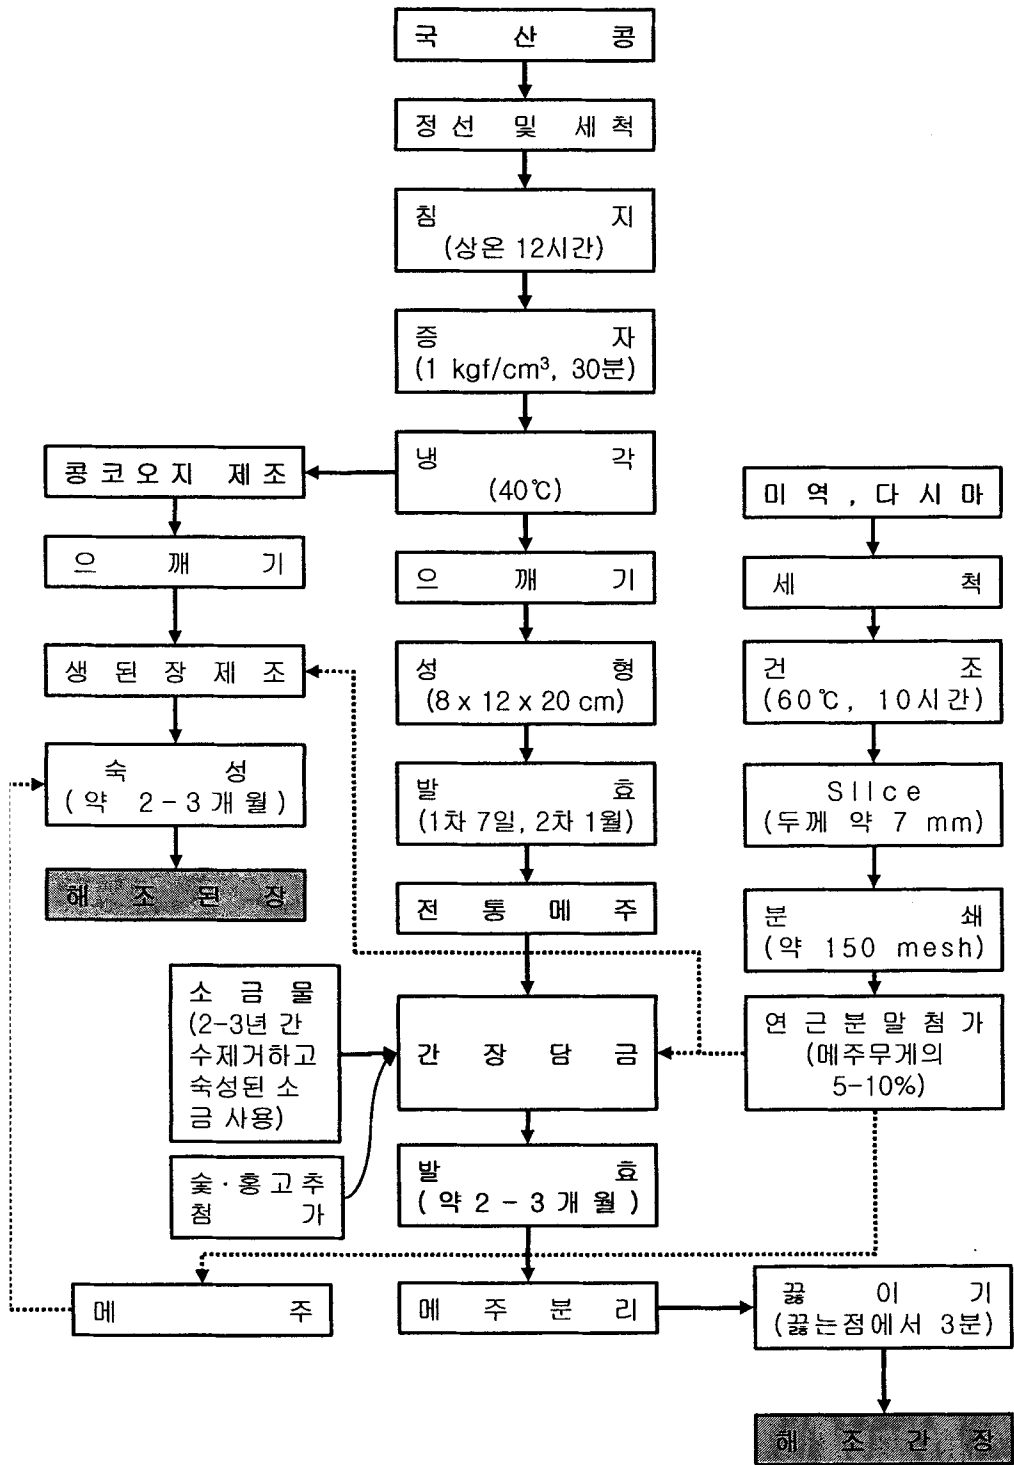 국산콩
정선 및 세척
침지
(상온 12시간)
증자
(1 kgf/cm³, 30분)
냉각
(40℃)
콩코오지 제조
으깨기
생된장제조
숙성
(약 2-3개월)
해조된장
으깨기
성형
(8 x 12 x 20 cm)
발효
(1차 7일, 2차 1월)
전통메주
소금물
(2-3년 간
수제거하고
숙성된 소
금 사용)
숯·홍고추
첨가
간장담금
발효
(약 2-3개월)
메주
메주분리
미역,다시마
세척
건조
(60℃, 10시간)
Slice
(두께 약 7 mm)
분쇄
(약 150 mesh)
연근분말첨가
(메주무게의
5-10%)
끓이기
(끓는점에서 3분)
해조간장